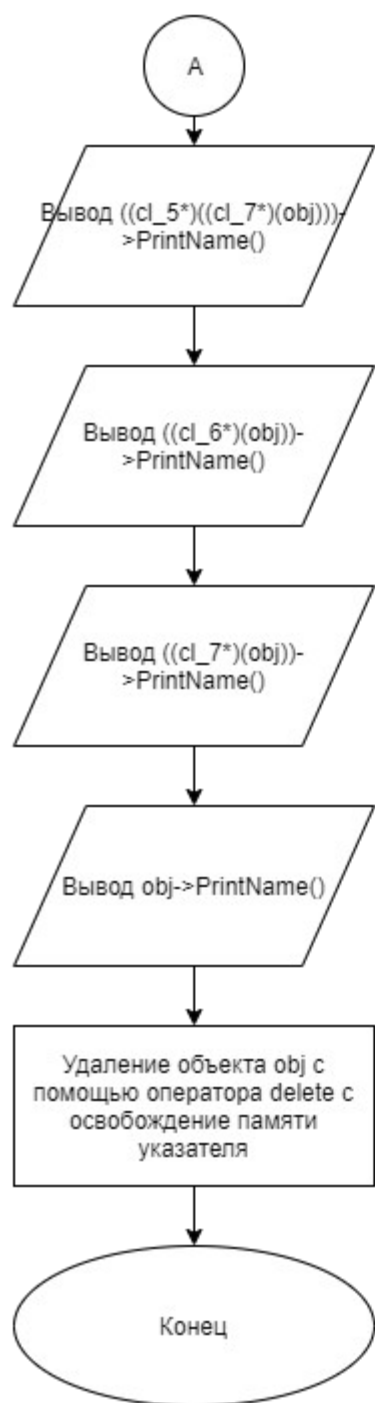 A
Вывод ((cl_5*)((cl_7*)(obj)))-
>PrintName()
Вывод ((cl_6*)(obj))-
>PrintName()
Вывод ((cl_7*)(obj))-
>PrintName()
Вывод obj->PrintName()
Удаление объекта obj с
помощью оператора delete с
освобождение памяти
указателя
Конец